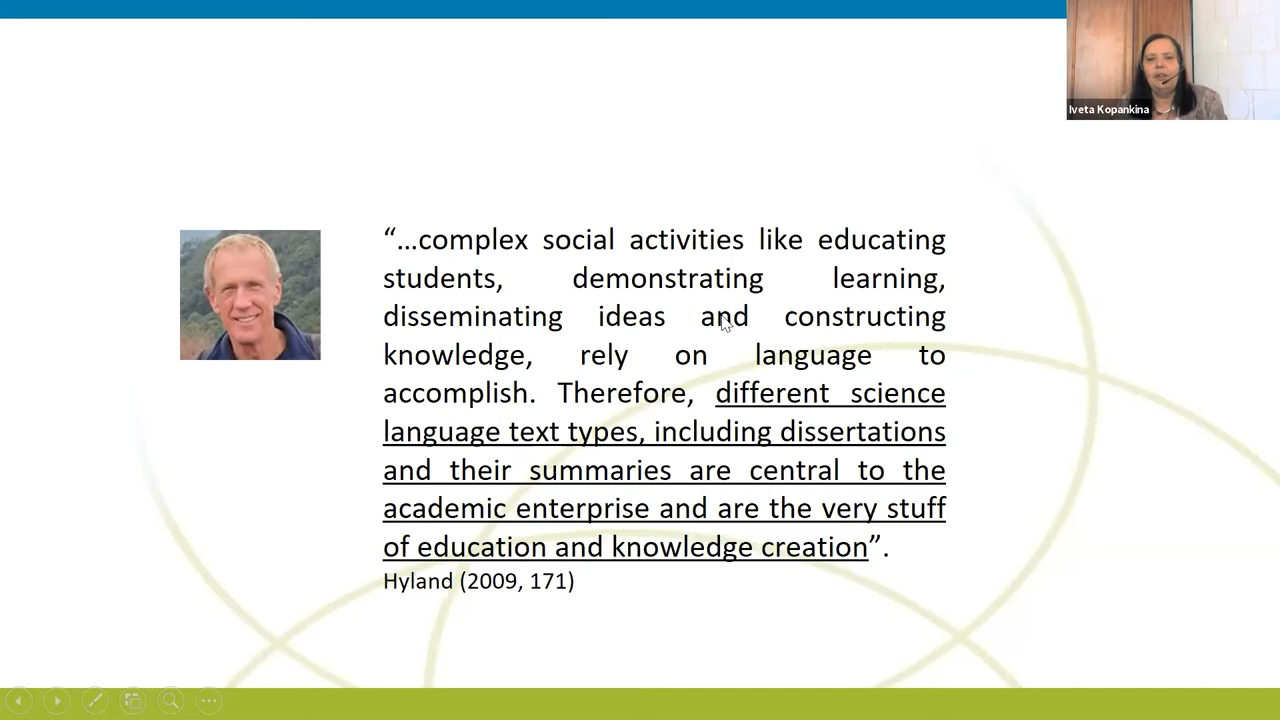 Iveta Kopankina
“…complex social activities like educating
students, demonstrating learning,
disseminating ideas and constructing
knowledge, rely on language to
accomplish. Therefore, different science
language text types, including dissertations
and their summaries are central to the
academic enterprise and are the very stuff
of education and knowledge creation”.
Hyland (2009, 171)